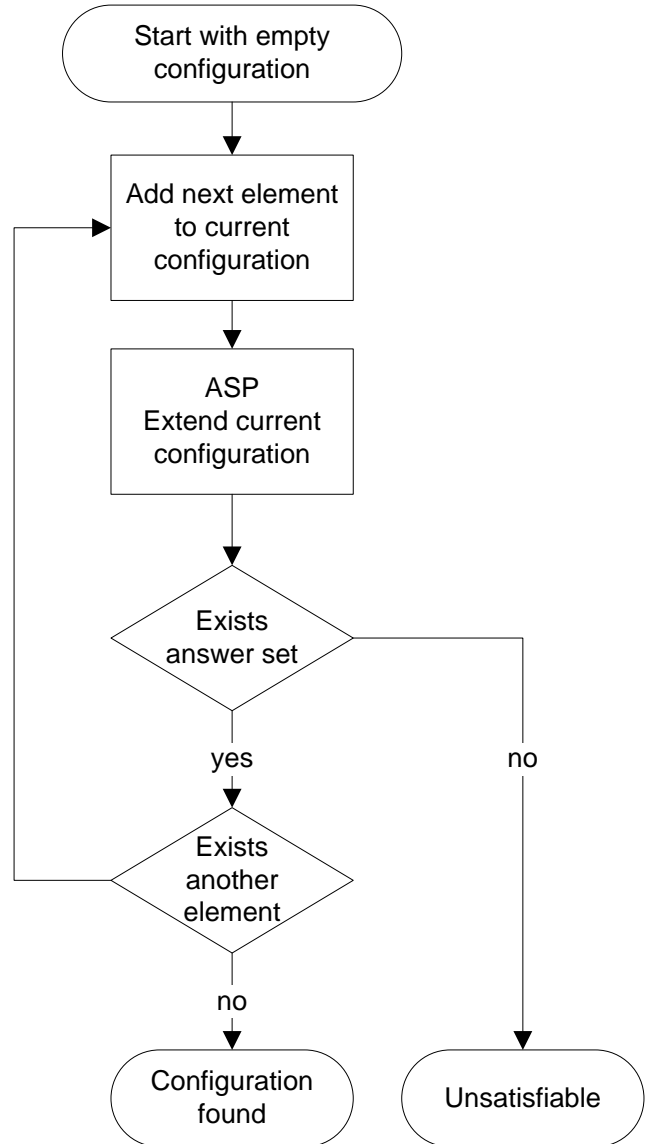 Start with empty
configuration
Add next element
to current
configuration
ASP
Extend current
configuration
Exists
answer set
yes
no
Exists
another
element
no
Configuration
found
Unsatisfiable